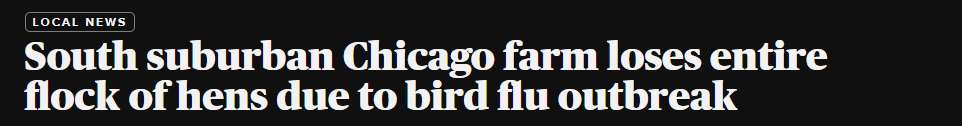 LOCAL NEWS
South suburban Chicago farm loses entire
flock of hens due to bird flu outbreak